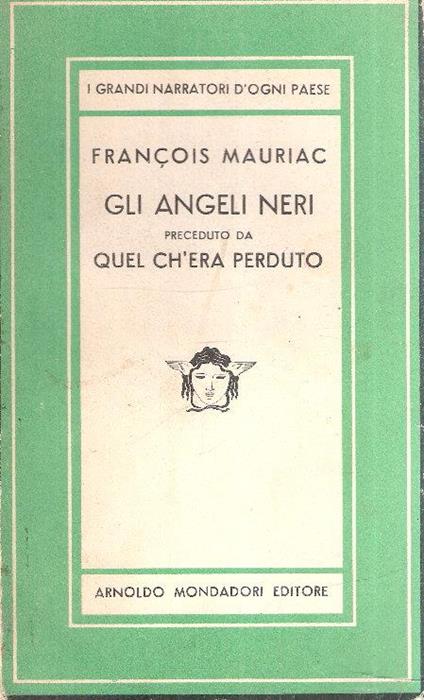 I GRANDI NARRATORI D'OGNI PAESE
FRANÇOIS MAURIAC
GLI ANGELI NERI
PRECEDUTO DA
QUEL CH'ERA PERDUTO
ARNOLDO MONDADORI EDITORE